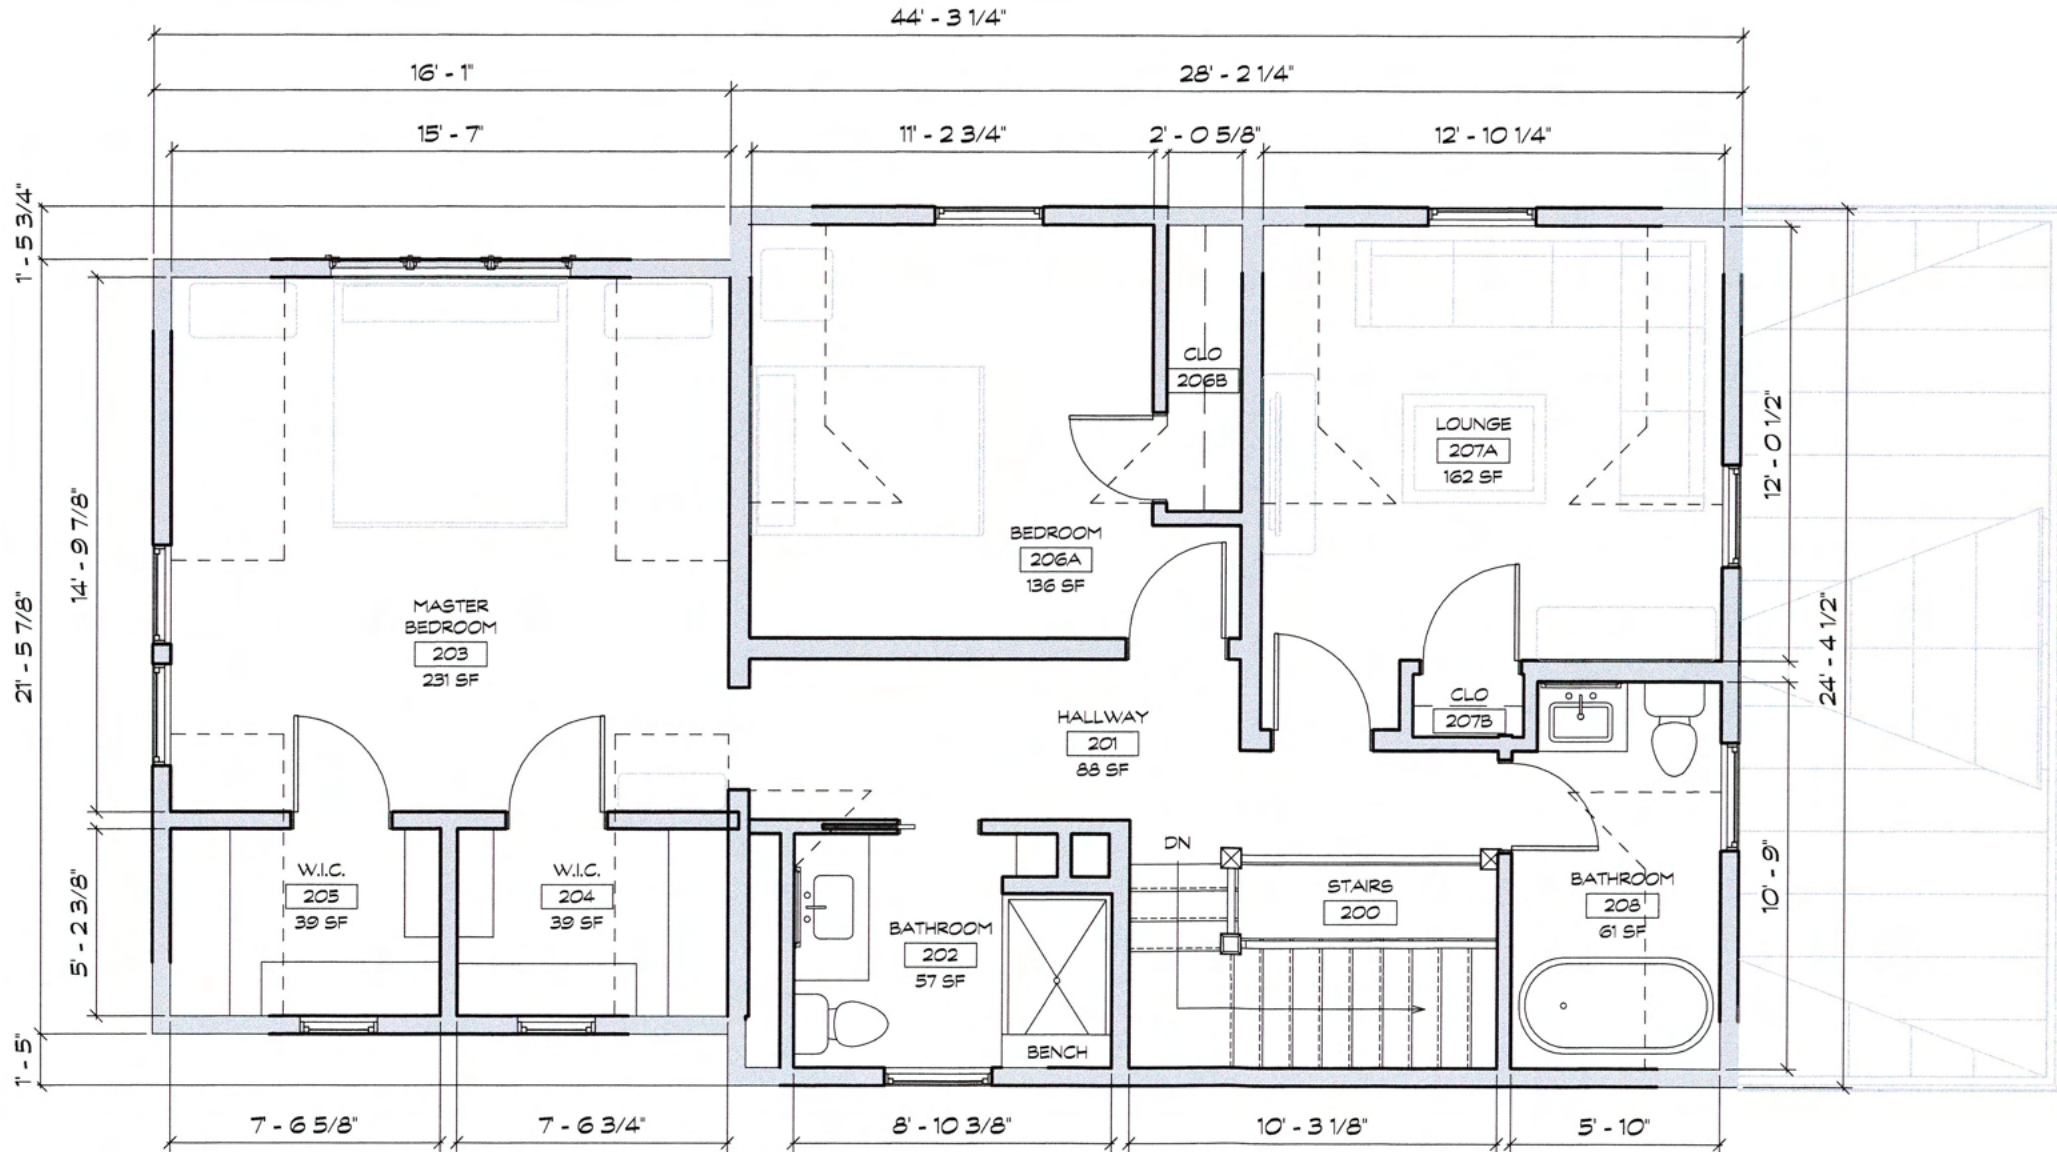 44' - 3 1/4"
16' - 1"
28' - 2 1/4"
15' - 7"
11' - 2 3/4"
2' - 0 5/8"
12' - 10 1/4"
1' - 5 3/4"
21' - 5 7/8"
1' - 5"
14' - 9 7/8"
5' - 2 3/8"
MASTER
BEDROOM
203
231 SF
W.I.C.
205
39 SF
W.I.C.
204
39 SF
BEDROOM
206A
136 SF
CLO
206B
LOUNGE
207A
162 SF
CLO
207B
HALLWAY
201
88 SF
BATHROOM
202
57 SF
BENCH
DN
STAIRS
200
BATHROOM
208
61 SF
12' - 0 1/2"
10' - 9"
24' - 4 1/2"
7' - 6 5/8"
7' - 6 3/4"
8' - 10 3/8"
10' - 3 1/8"
5' - 10"